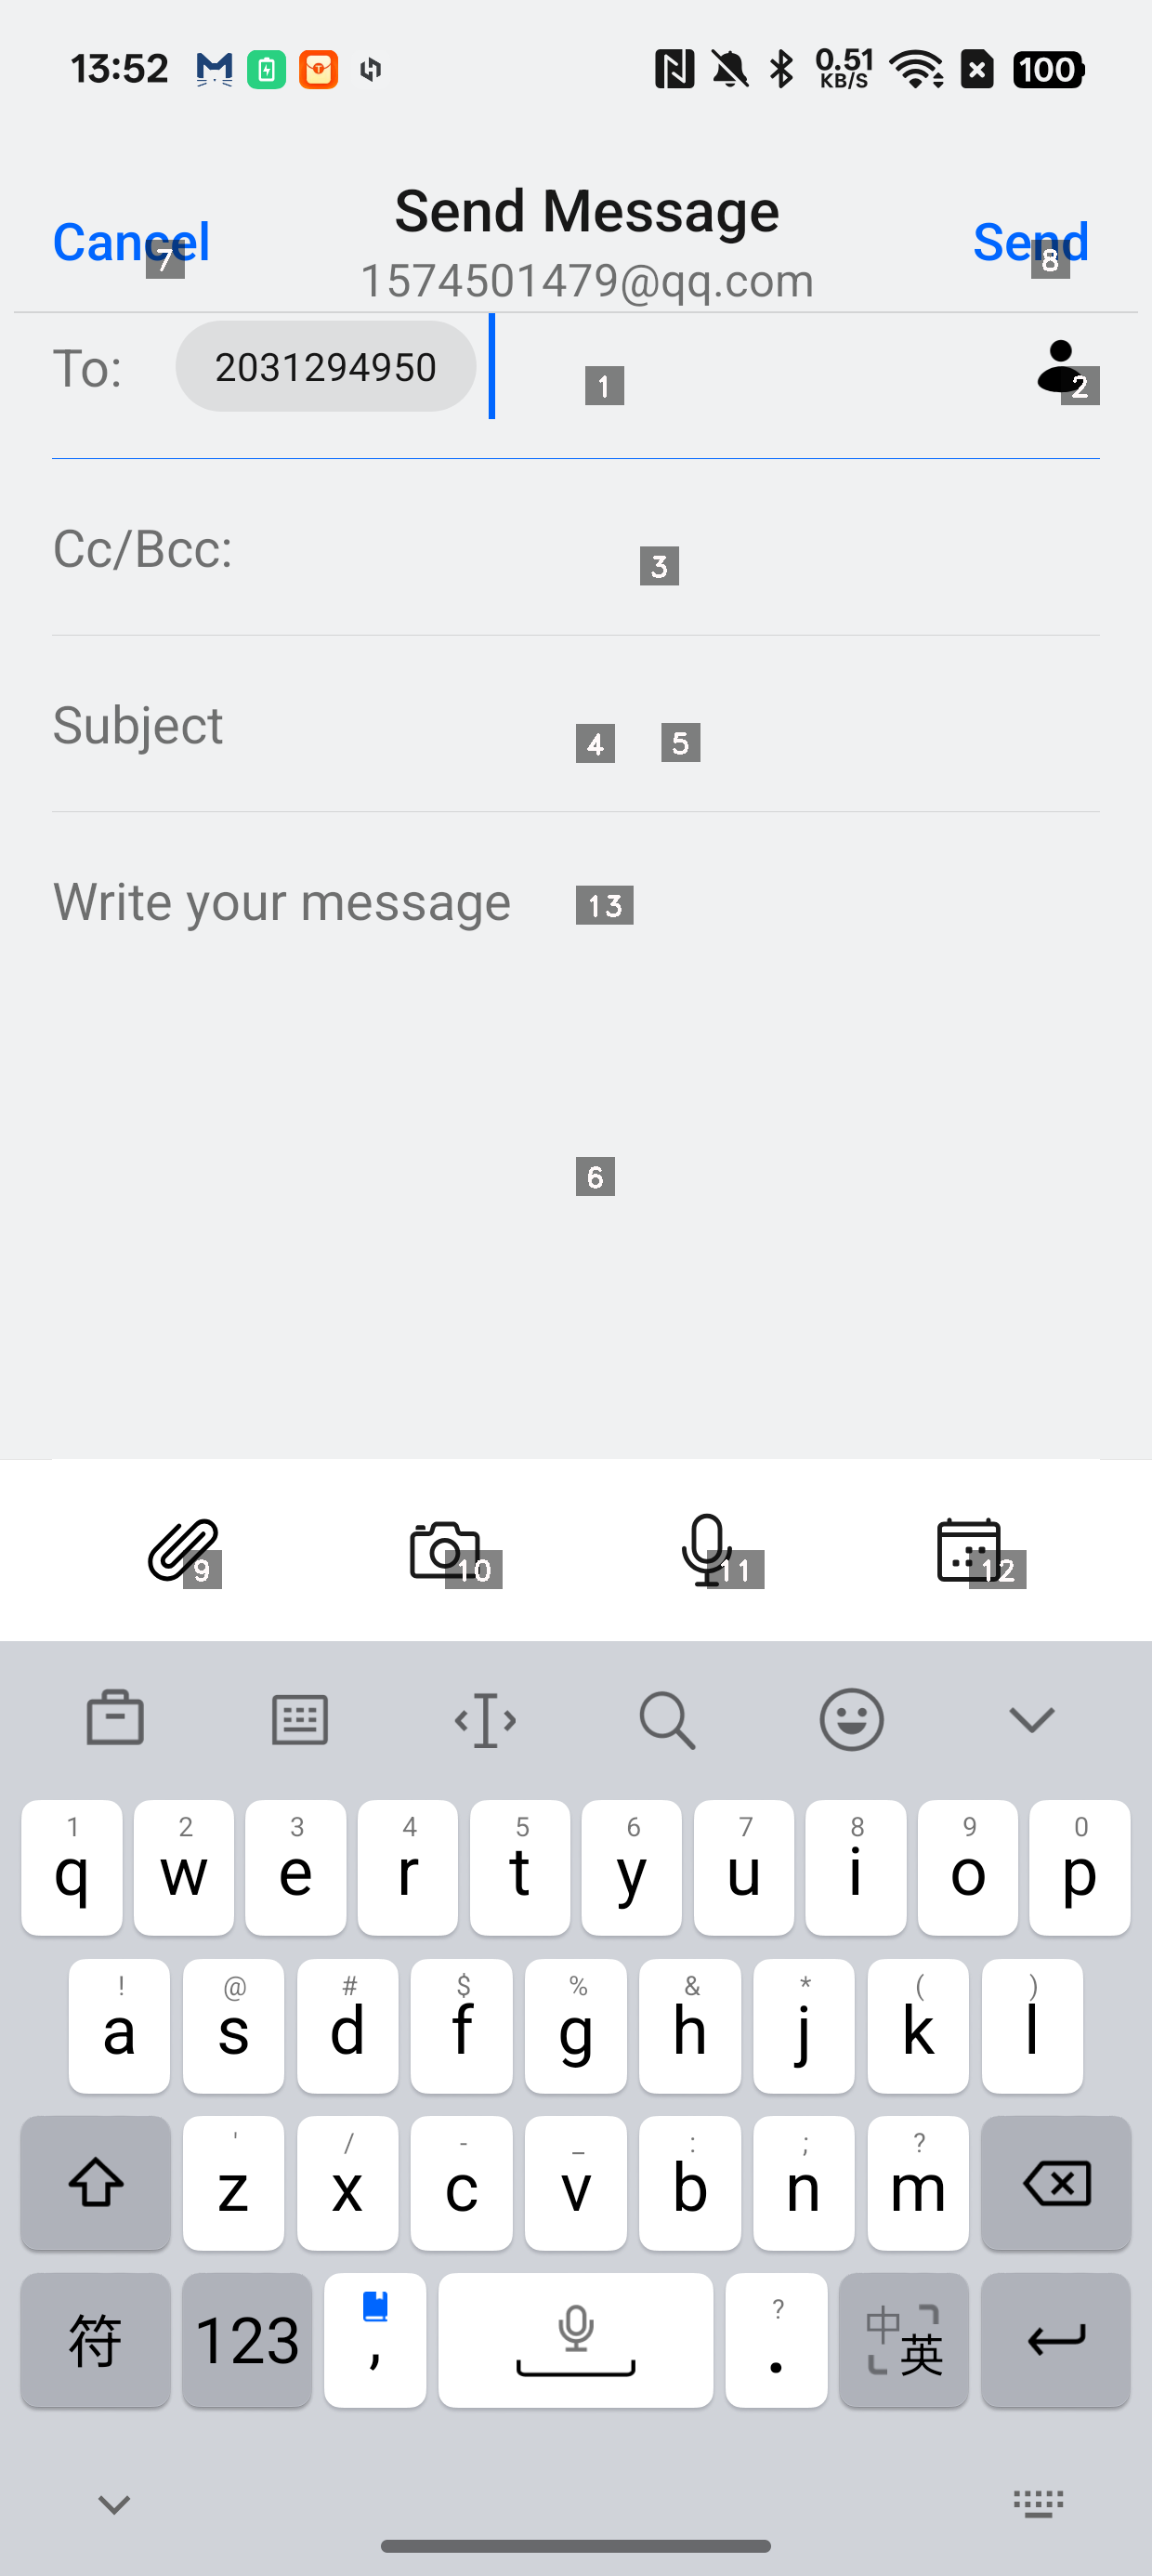 13:52 0.51 KB/S 100
Send Message
Cancel Send
7 8
1574501479@qq.com
To: 2031294950
1 2
Cc/Bcc:
3
Subject
4 5
Write your message 13
6
9 10 11 12
1 2 3 4 5 6 7 8 9 0
q w e r t y u i o p
! @ # $ % & * ( )
a s d f g h j k l
' / - _ : ; ?
z x c v b n m
符 123 , ? . 中 英